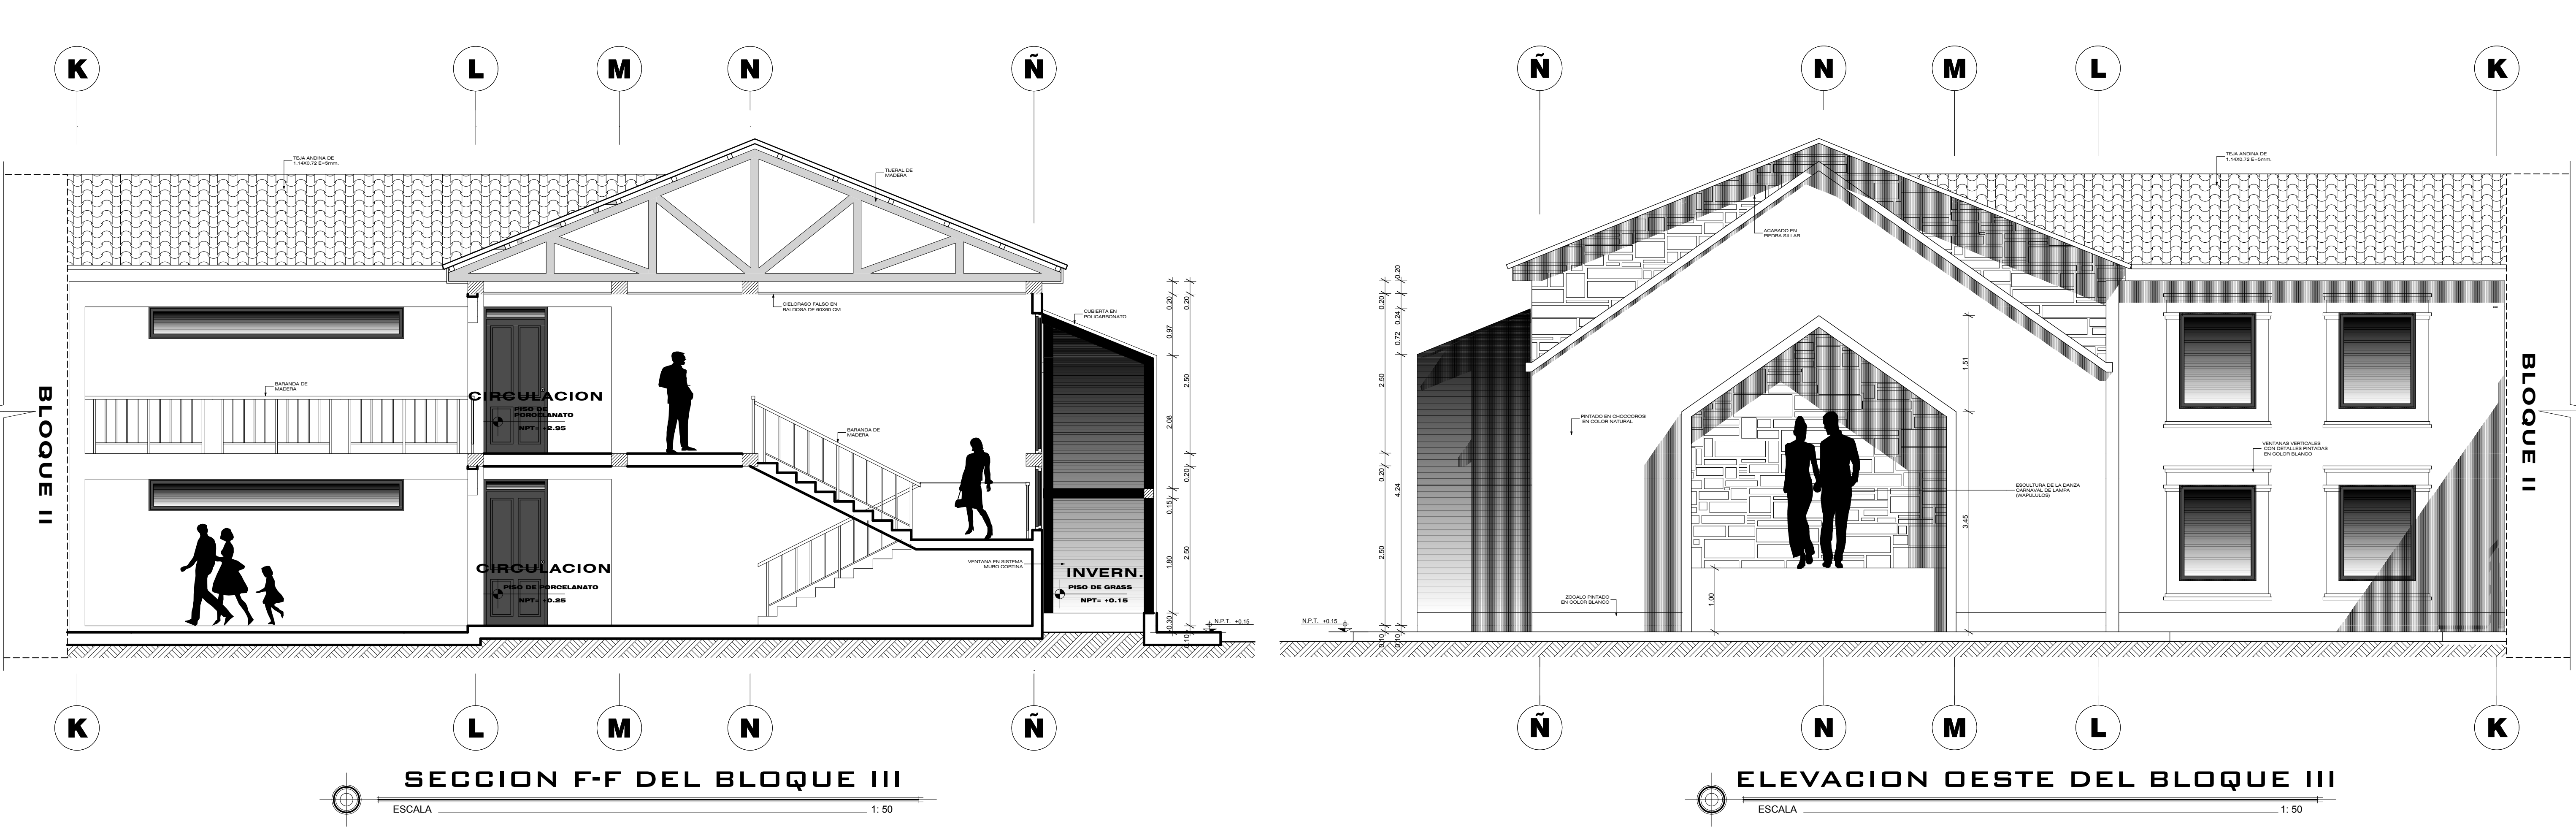 K
L
M
N
Ñ
TEJA ANDINA DE
1.14X0.72 E=5mm.
TIJERAL DE
MADERA
CIELORASO FALSO EN
BALDOSA DE 60X60 CM
CUBIERTA EN
POLICARBONATO
BARANDA DE
MADERA
CIRCULACION
PISO DE
PORCELANATO
NPT= +2.95
BARANDA DE
MADERA
BLOQUE II
CIRCULACION
PISO DE PORCELANATO
NPT= +0.25
VENTANA EN SISTEMA
MURO CORTINA
INVERN.
PISO DE GRASS
NPT= +0.15
0.20
0.97
2.08
0.15
1.80
0.30
0.20
2.50
0.20
2.50
0.10
N.P.T. +0.15
K
L
M
N
Ñ
SECCION F-F DEL BLOQUE III
ESCALA
1: 50
Ñ
N
M
L
K
TEJA ANDINA DE
1.14X0.72 E=5mm.
ACABADO EN
PIEDRA SILLAR
0.20
0.24
0.72
4.24
0.10
0.20
2.50
0.20
2.50
0.10
PINTADO EN CHOCCOROSI
EN COLOR NATURAL
1.51
3.45
1.00
VENTANAS VERTICALES
CON DETALLES PINTADAS
EN COLOR BLANCO
ESCULTURA DE LA DANZA
CARNAVAL DE LAMPA
(WAPULULOS)
ZOCALO PINTADO
EN COLOR BLANCO
N.P.T. +0.15
BLOQUE II
Ñ
N
M
L
K
ELEVACION OESTE DEL BLOQUE III
ESCALA
1: 50